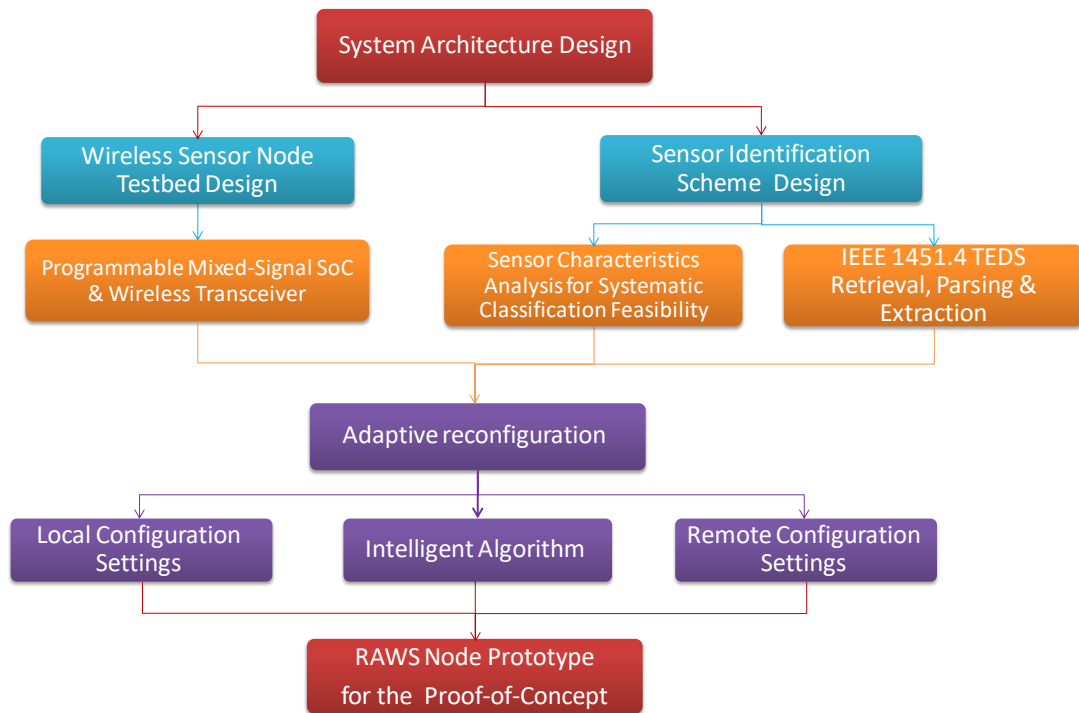 System Architecture Design
Wireless Sensor Node
Testbed Design
Sensor Identification
Scheme Design
Programmable Mixed-Signal SoC
& Wireless Transceiver
Sensor Characteristics
Analysis for Systematic
Classification Feasibility
IEEE 1451.4 TEDS
Retrieval, Parsing &
Extraction
Adaptive reconfiguration
Local Configuration
Settings
Intelligent Algorithm
Remote Configuration
Settings
RAWS Node Prototype
for the Proof-of-Concept